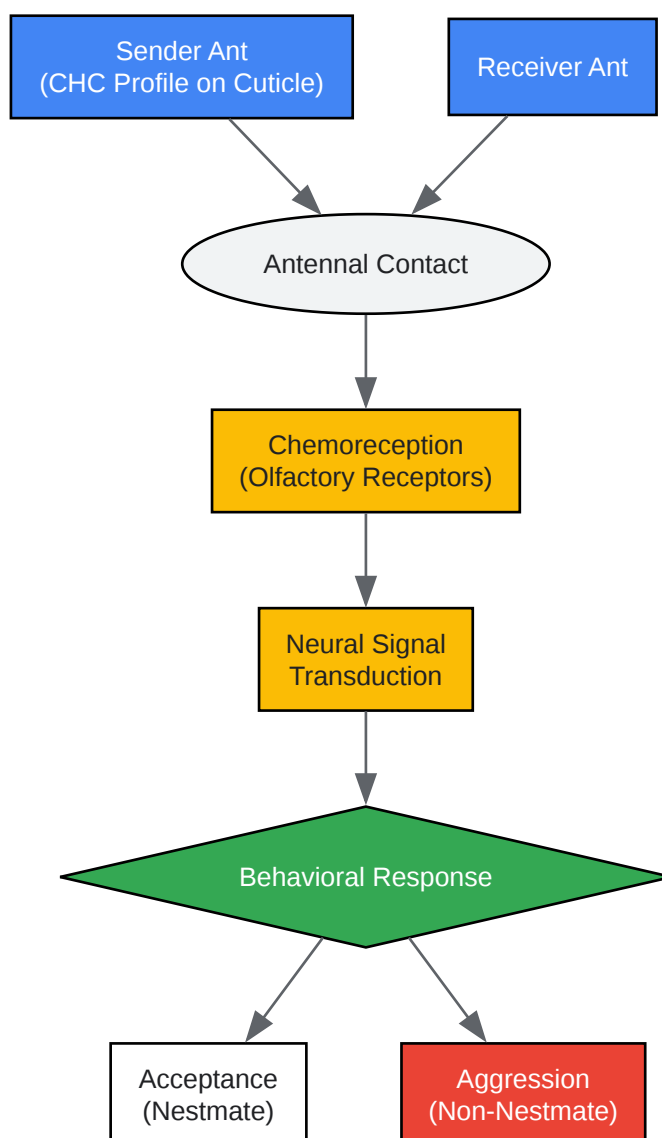 Sender Ant
(CHC Profile on Cuticle)
Receiver Ant
Antennal Contact
Chemoreception
(Olfactory Receptors)
Neural Signal
Transduction
Behavioral Response
Acceptance
(Nestmate)
Aggression
(Non-Nestmate)